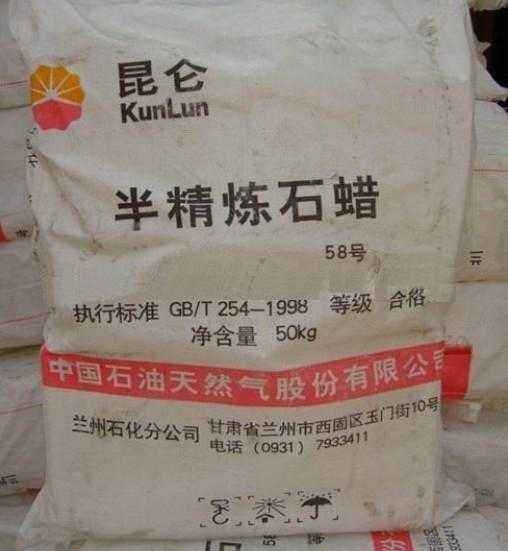 昆仑
KunLun
半精炼石蜡
58号
执行标准 GB/T 254-1998 等级 合格
净含量 50kg
中国石油天然气股份有限公司
兰州石化分公司 甘肃省兰州市西固区玉门街10号
电话（0931）7933411